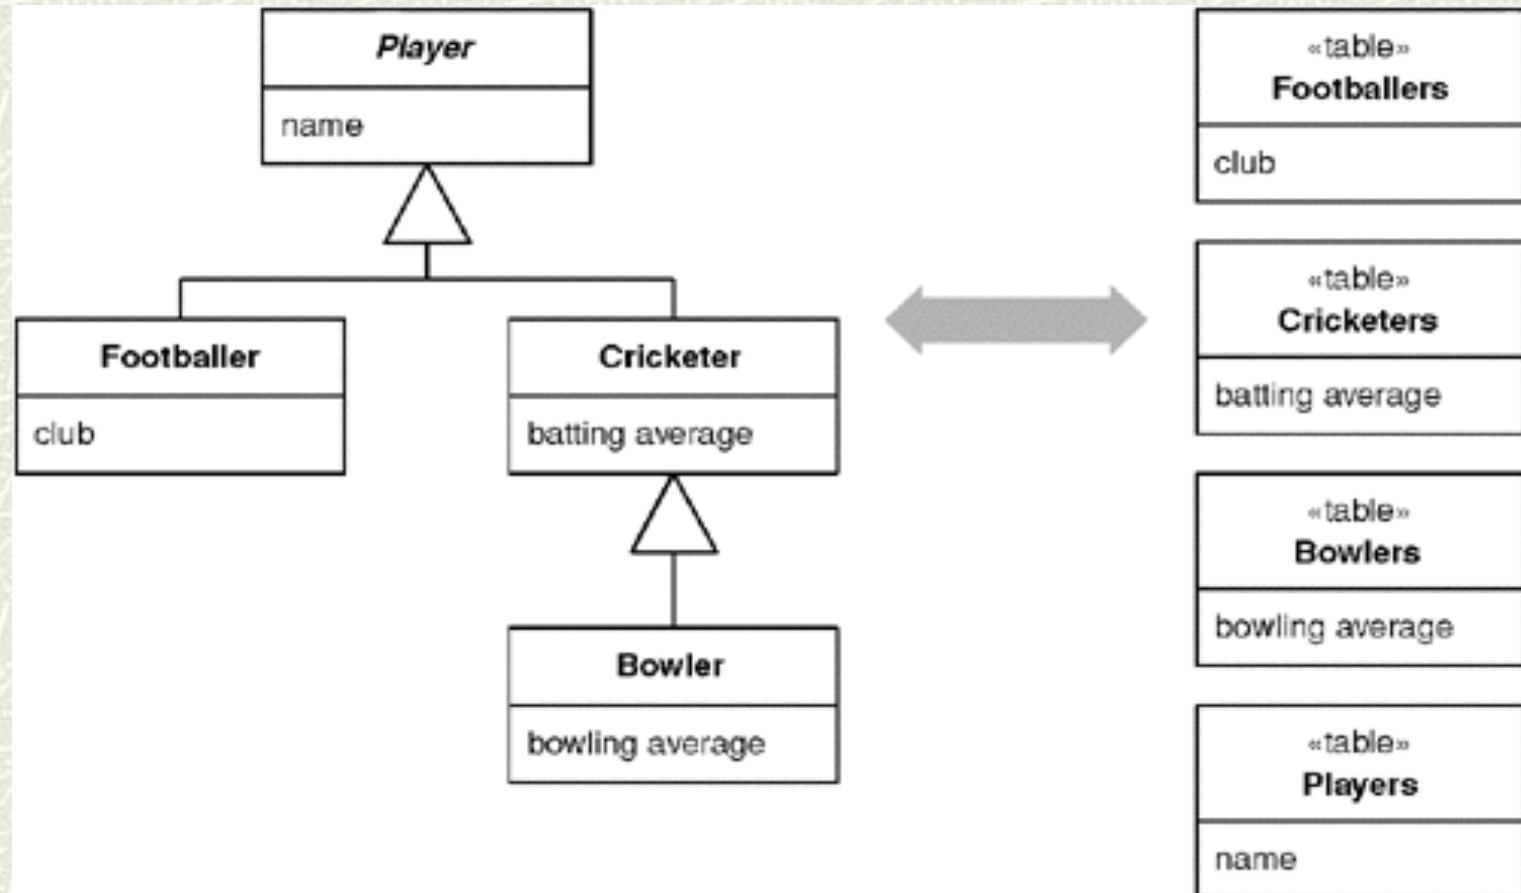 Player
name
Footballer
club
Cricketer
batting average
Bowler
bowling average
«table»
Footballers
club
«table»
Cricketers
batting average
«table»
Bowlers
bowling average
«table»
Players
name